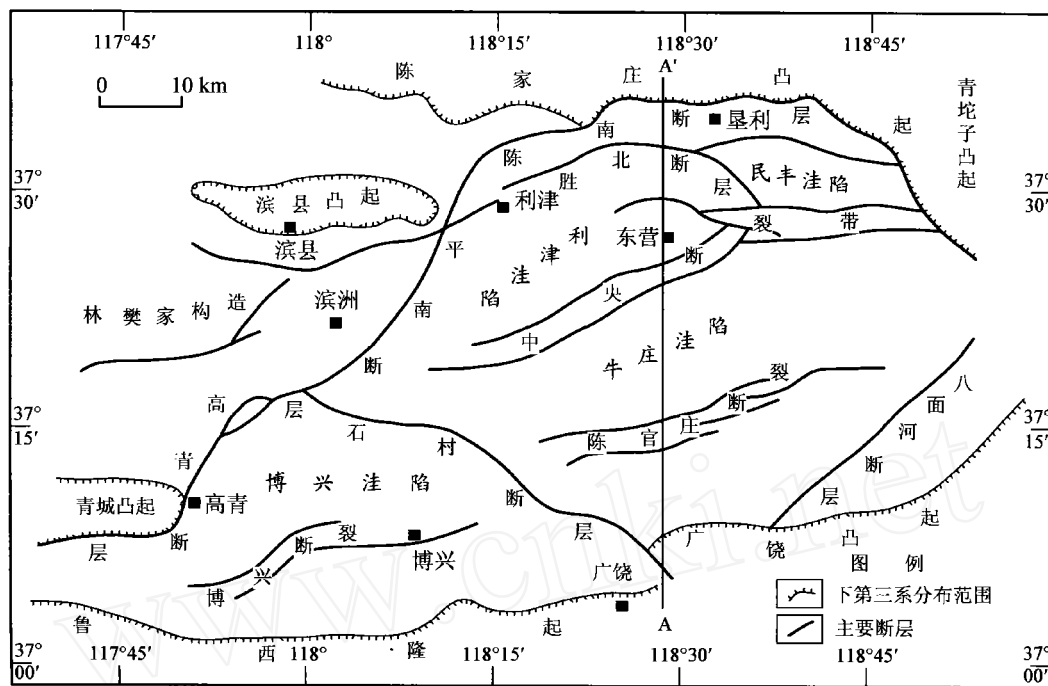 117°45′ 118° 118°15′ 118°30′ 118°45′
0 10 km
陈家庄凸起
A′
青坨子凸起
陈南断层
垦利
胜北断层
民丰洼陷
37°30′
37°30′
滨县凸起
滨县
利津
利津洼陷
东营
中央断裂带
平南断层
林樊家构造
滨洲
牛庄洼陷
37°15′
37°15′
高青断层
石村断层
陈官庄断裂
八面河断层
青城凸起
高青
博兴洼陷
博兴断裂
博兴
广饶凸起
广饶
鲁西隆起
A
图例
下第三系分布范围
主要断层
37°00′
37°00′
117°45′ 118° 118°15′ 118°30′ 118°45′
www.cnki.net